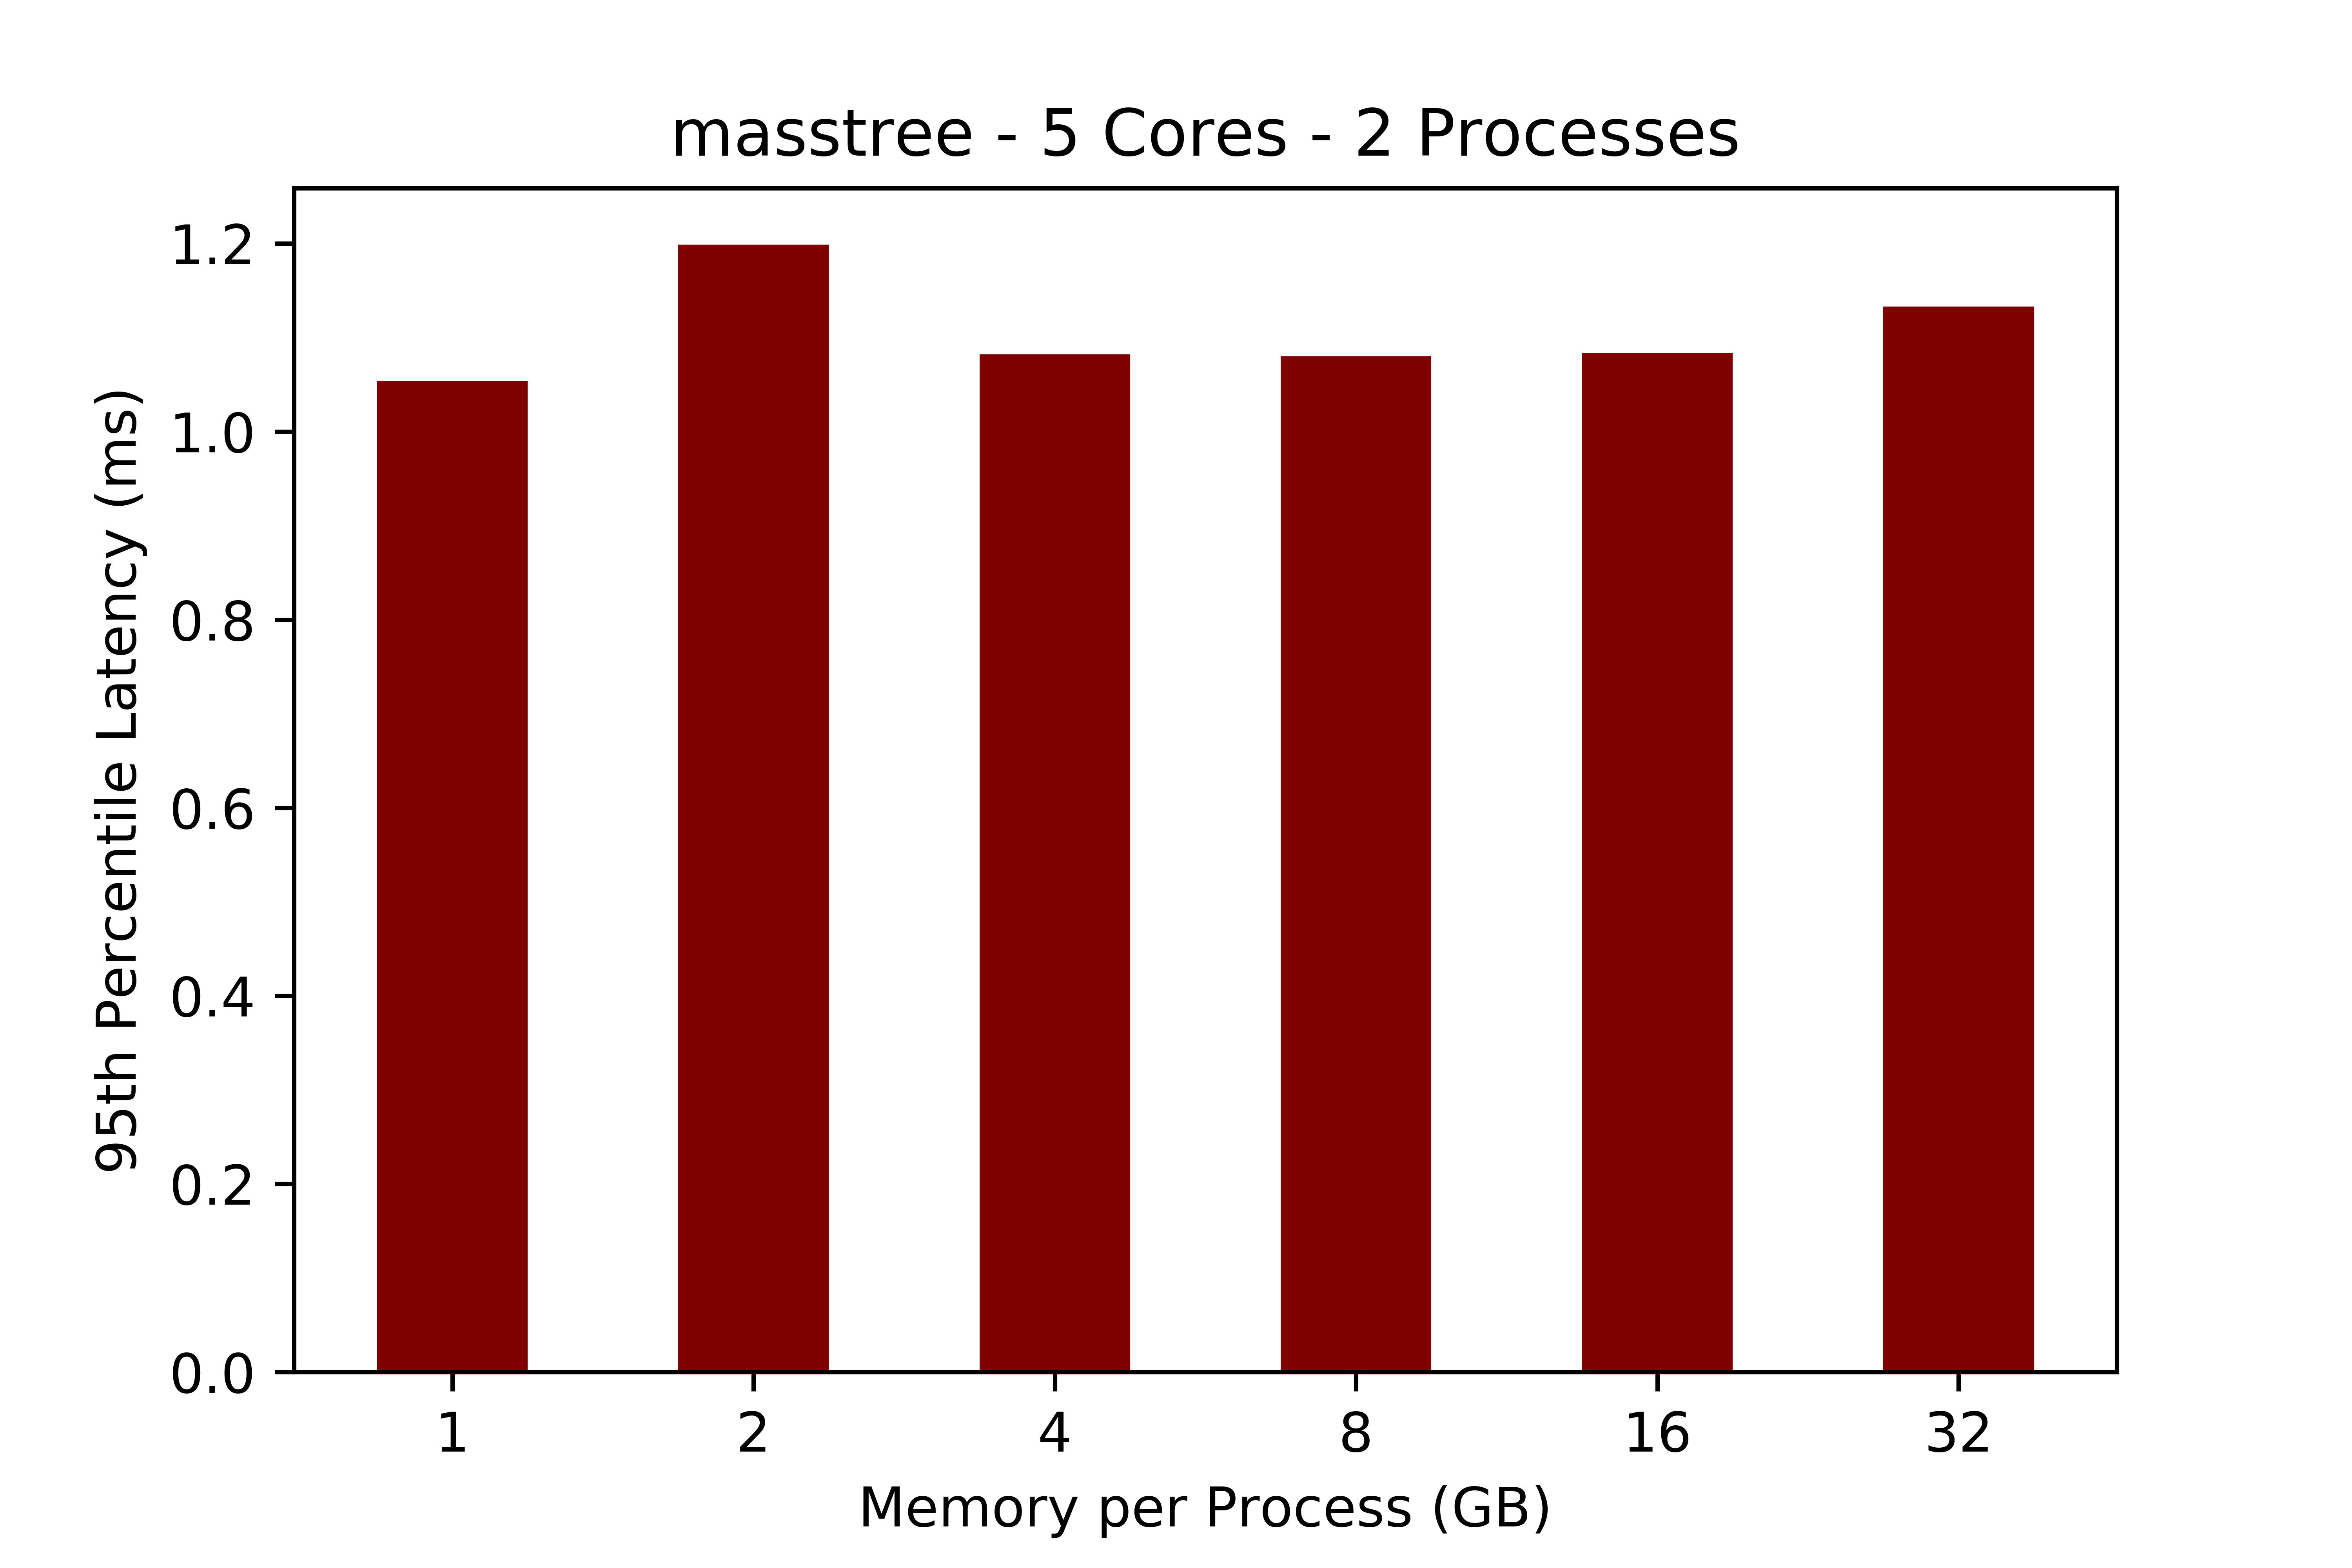 masstree - 5 Cores - 2 Processes
95th Percentile Latency (ms)
1.2
1.0
0.8
0.6
0.4
0.2
0.0
1 2 4 8 16 32
Memory per Process (GB)